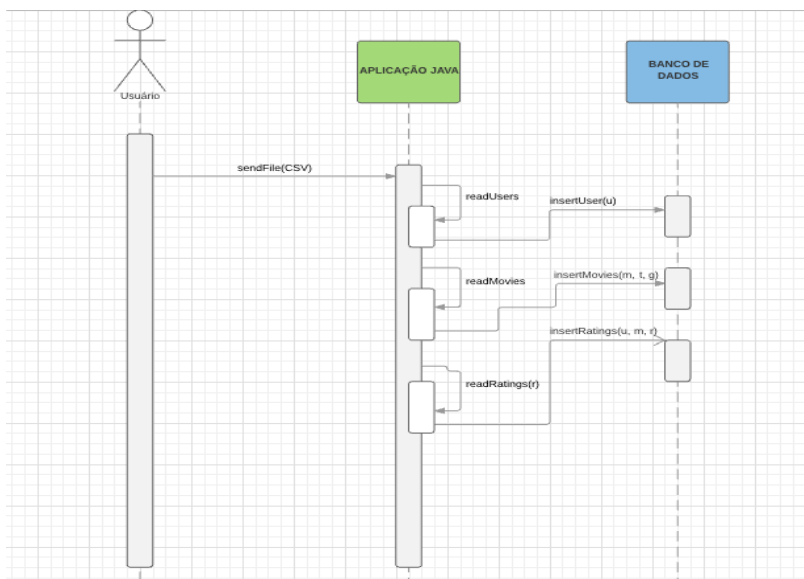 Usuário
APLICAÇÃO JAVA
BANCO DE
DADOS
sendFile(CSV)
readUsers
insertUser(u)
readMovies
insertMovies(m, t, g)
insertRatings(u, m, r)
readRatings(r)